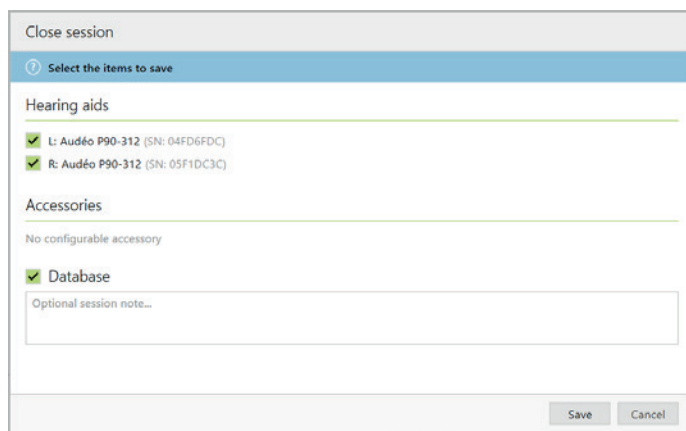 Close session
Select the items to save
Hearing aids
L: Audéo P90-312 (SN: 04FD6FDC)
R: Audéo P90-312 (SN: 05F1DC3C)
Accessories
No configurable accessory
Database
Optional session note...
Save Cancel